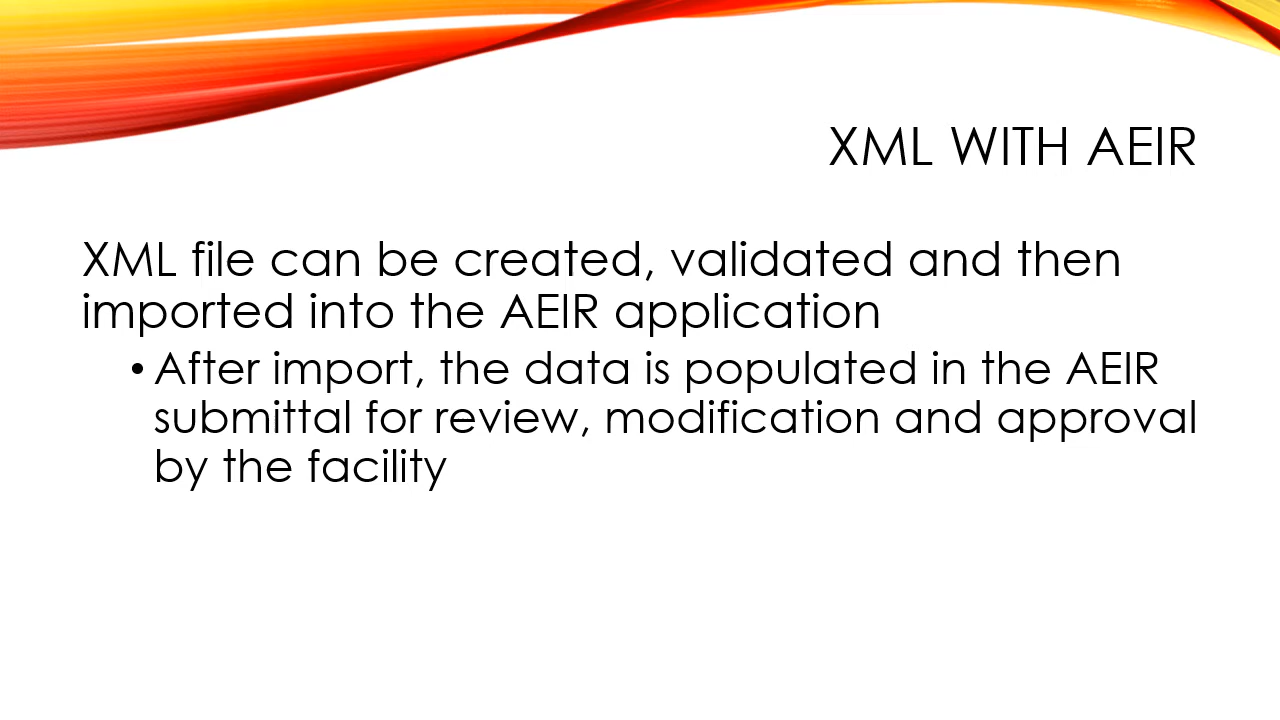 XML WITH AEIR
XML file can be created, validated and then
imported into the AEIR application
• After import, the data is populated in the AEIR
submittal for review, modification and approval
by the facility